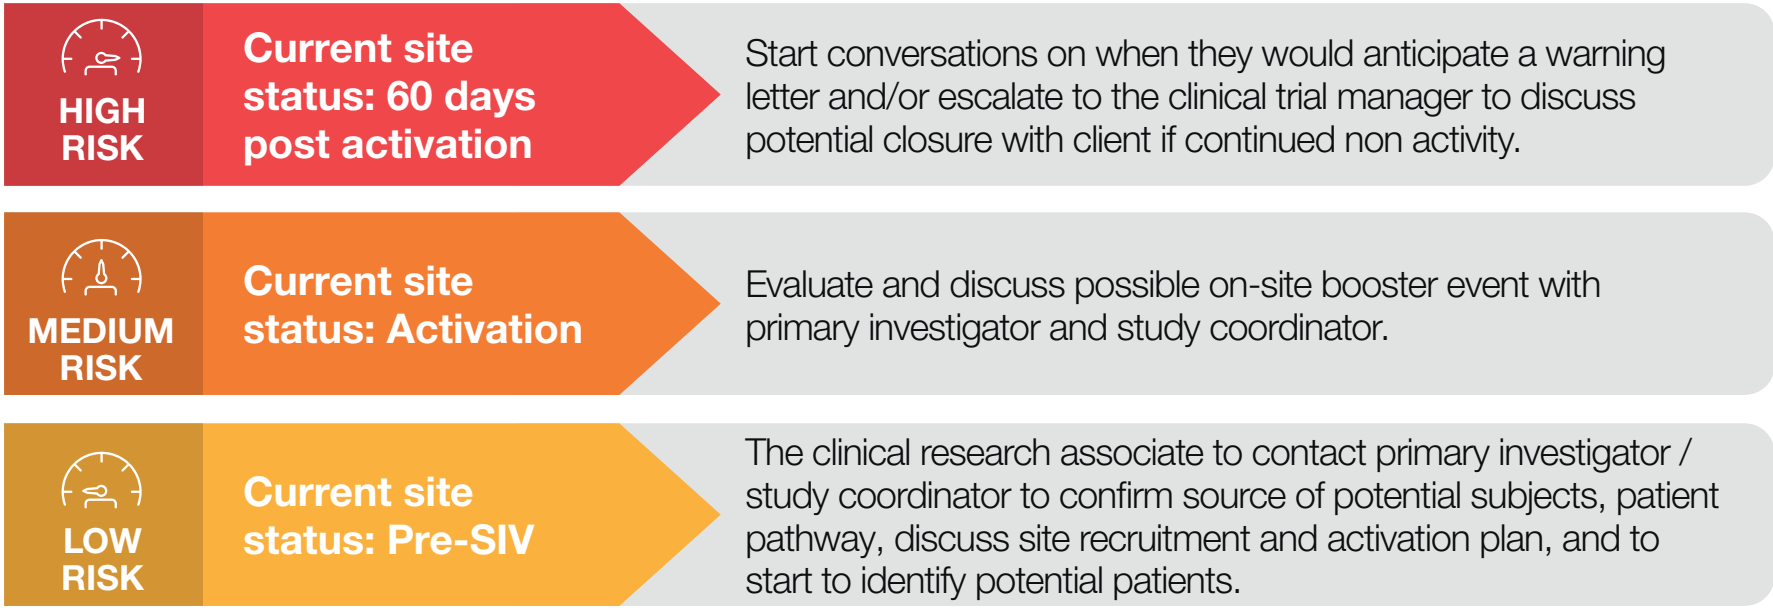 HIGH
RISK
Current site
status: 60 days
post activation
Start conversations on when they would anticipate a warning
letter and/or escalate to the clinical trial manager to discuss
potential closure with client if continued non activity.
MEDIUM
RISK
Current site
status: Activation
Evaluate and discuss possible on-site booster event with
primary investigator and study coordinator.
LOW
RISK
Current site
status: Pre-SIV
The clinical research associate to contact primary investigator /
study coordinator to confirm source of potential subjects, patient
pathway, discuss site recruitment and activation plan, and to
start to identify potential patients.